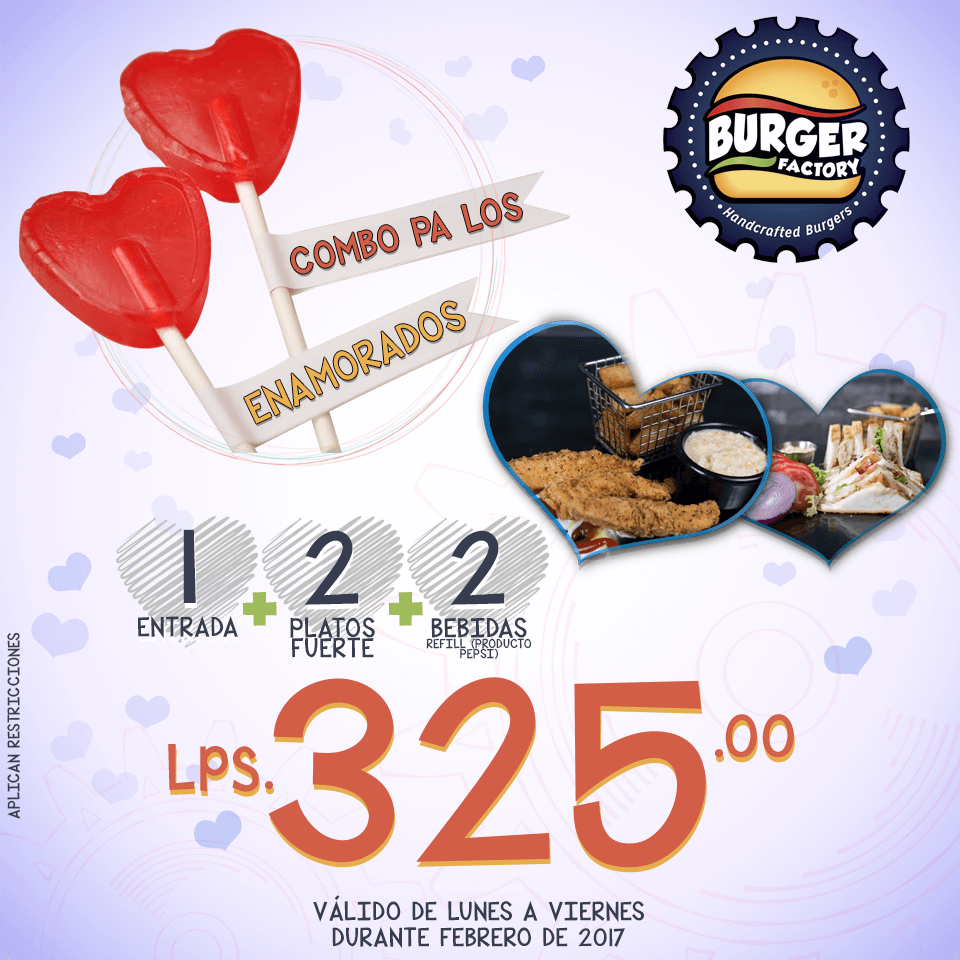 BURGER
FACTORY
Handcrafted Burgers
COMBO PA LOS
ENAMORADOS
1 + 2 + 2
ENTRADA
PLATOS
FUERTE
BEBIDAS
REFILL (PRODUCTO
PEPSI)
LPS. 325.00
APLICAN RESTRICCIONES
VÁLIDO DE LUNES A VIERNES
DURANTE FEBRERO DE 2017